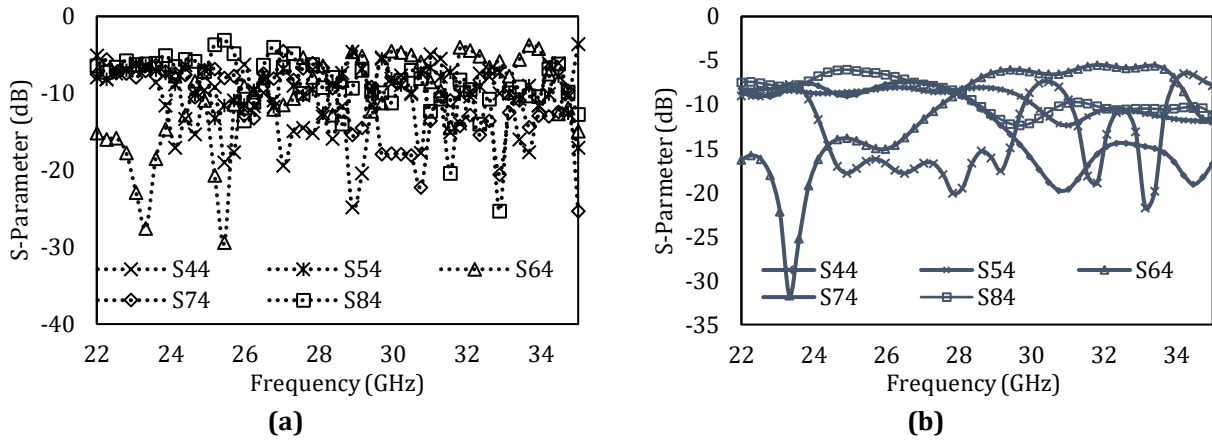 0
-10
-20
-30
-40
S-Parameter (dB)
S44 S54 S64
S74 S84
22 24 26 28 30 32 34
Frequency (GHz)
(a)
0
-5
-10
-15
-20
-25
-30
-35
S-Parmeter (dB)
S44 S54 S64
S74 S84
22 24 26 28 30 32 34
Frequency (GHz)
(b)